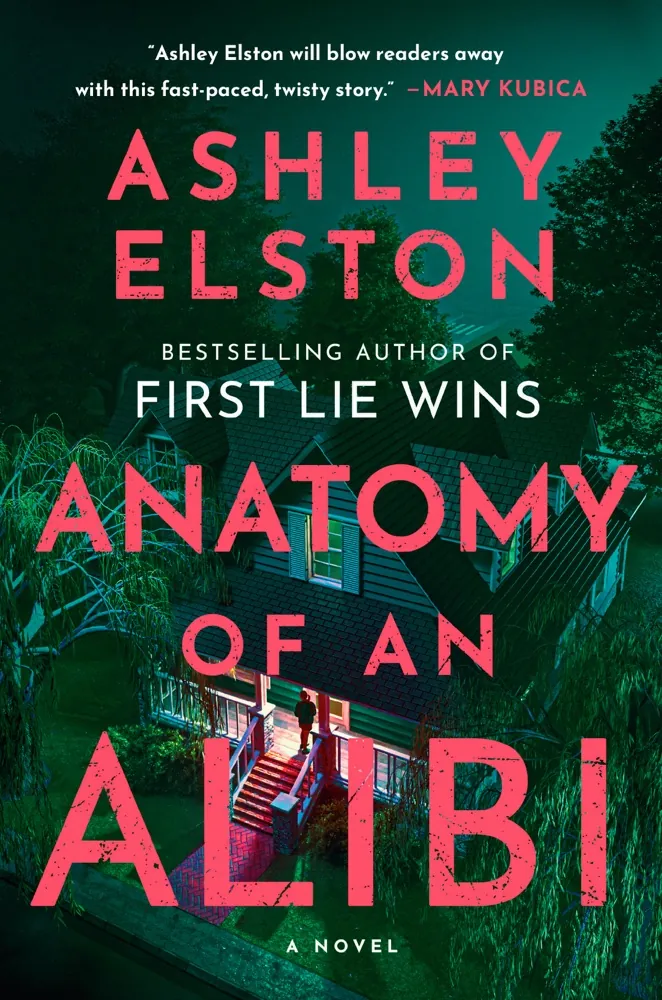 “Ashley Elston will blow readers away
with this fast-paced, twisty story.” —MARY KUBICA
ASHLEY
ELSTON
BESTSELLING AUTHOR OF
FIRST LIE WINS
ANATOMY
OF AN
ALIBI
A NOVEL